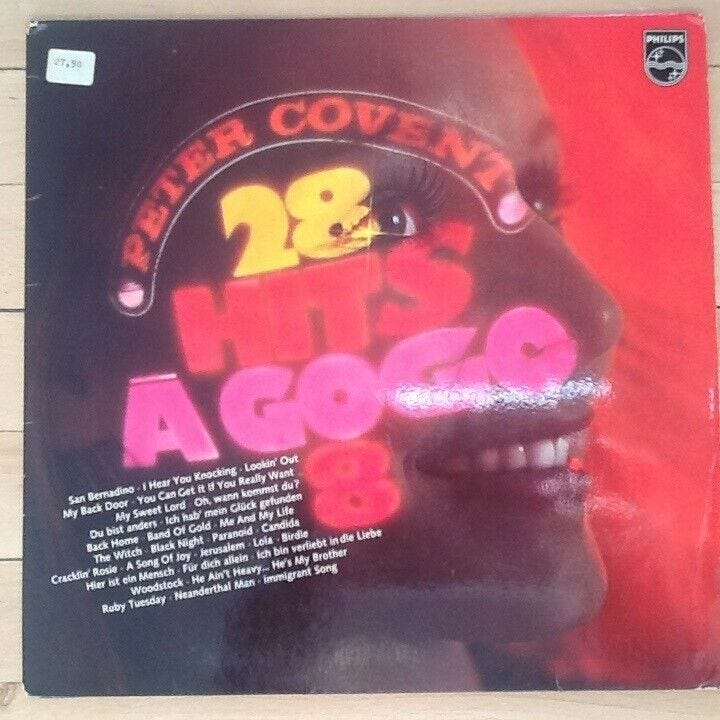 27,90
PHILIPS
PETER COVENT
28
HITS
A GOGO
8
San Bernadino · I Hear You Knocking · Lookin' Out
My Back Door · You Can Get It If You Really Want
My Sweet Lord · Oh, wann kommst du?
Du bist anders · Ich hab' mein Glück gefunden
Back Home · Band Of Gold · Me And My Life
The Witch · Black Night · Paranoid · Candida
Cracklin' Rosie · A Song Of Joy · Jerusalem · Lola · Birdie
Hier ist ein Mensch · Für dich allein · Ich bin verliebt in die Liebe
Woodstock · He Ain't Heavy... He's My Brother
Ruby Tuesday · Neanderthal Man · Immigrant Song